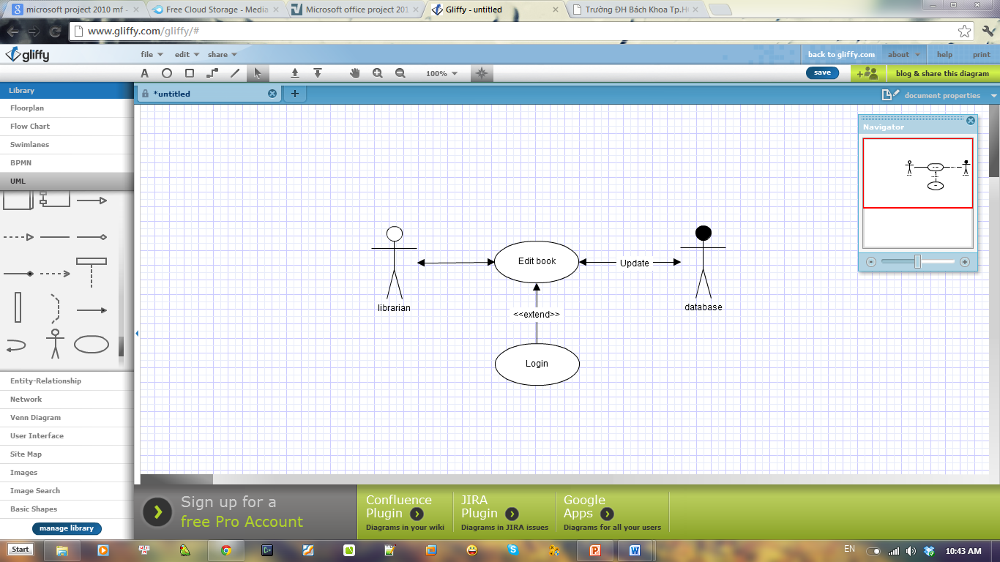 microsoft project 2010 mf -
Free Cloud Storage - Media
Microsoft office project 201
Gliffy - untitled
Trường ĐH Bách Khoa Tp.H
www.gliffy.com/gliffy/#
gliffy
file edit share
back to gliffy.com about help print
A 100% save blog & share this diagram
Library
*untitled
document properties
Floorplan
Flow Chart
Swimlanes
BPMN
UML
Navigator
Edit book
Update
librarian
database
<<extend>>
Login
Entity-Relationship
Network
Venn Diagram
User Interface
Site Map
Images
Image Search
Basic Shapes
manage library
Sign up for a
free Pro Account
Confluence
Plugin
Diagrams in your wiki
JIRA
Plugin
Diagrams in JIRA issues
Google
Apps
Diagrams for all your users
Start
EN
10:43 AM